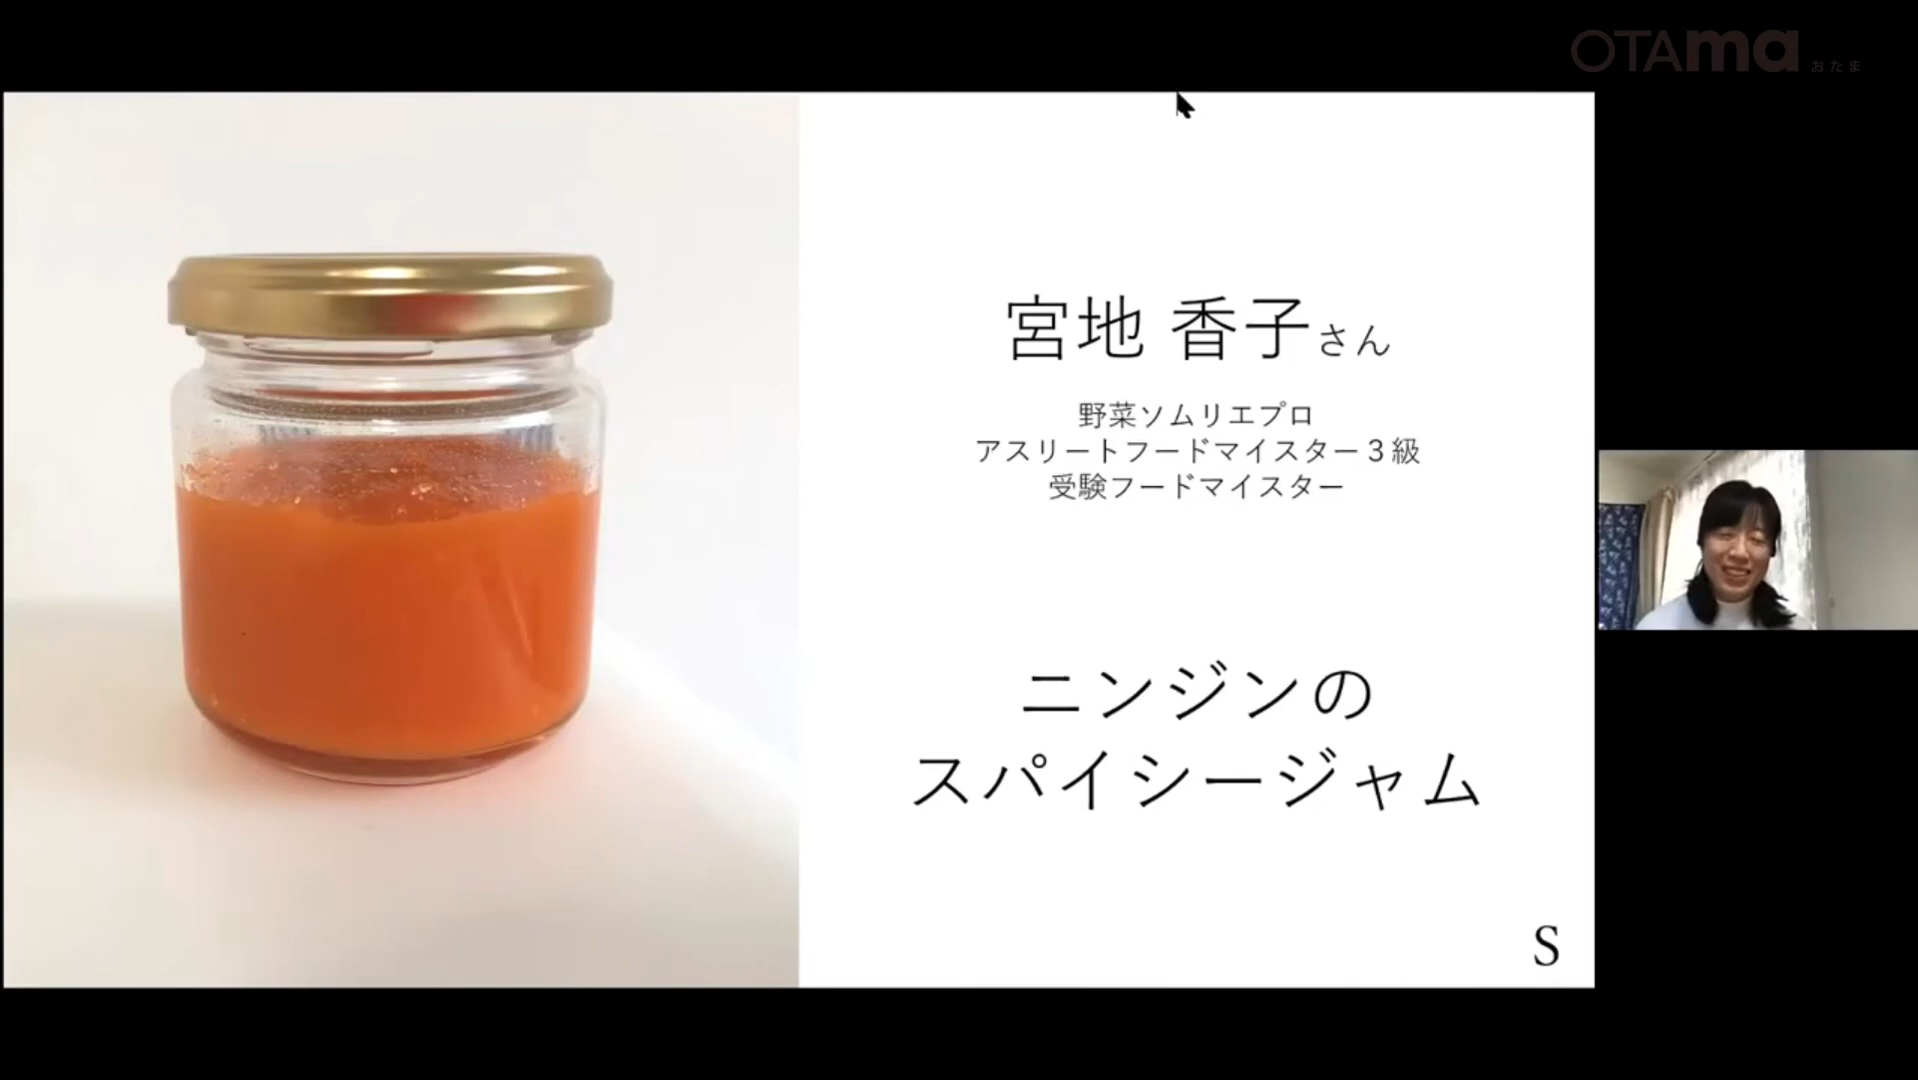 OTAma おたま
宮地 香子さん
野菜ソムリエプロ
アスリートフードマイスター３級
受験フードマイスター
ニンジンの
スパイシージャム
S